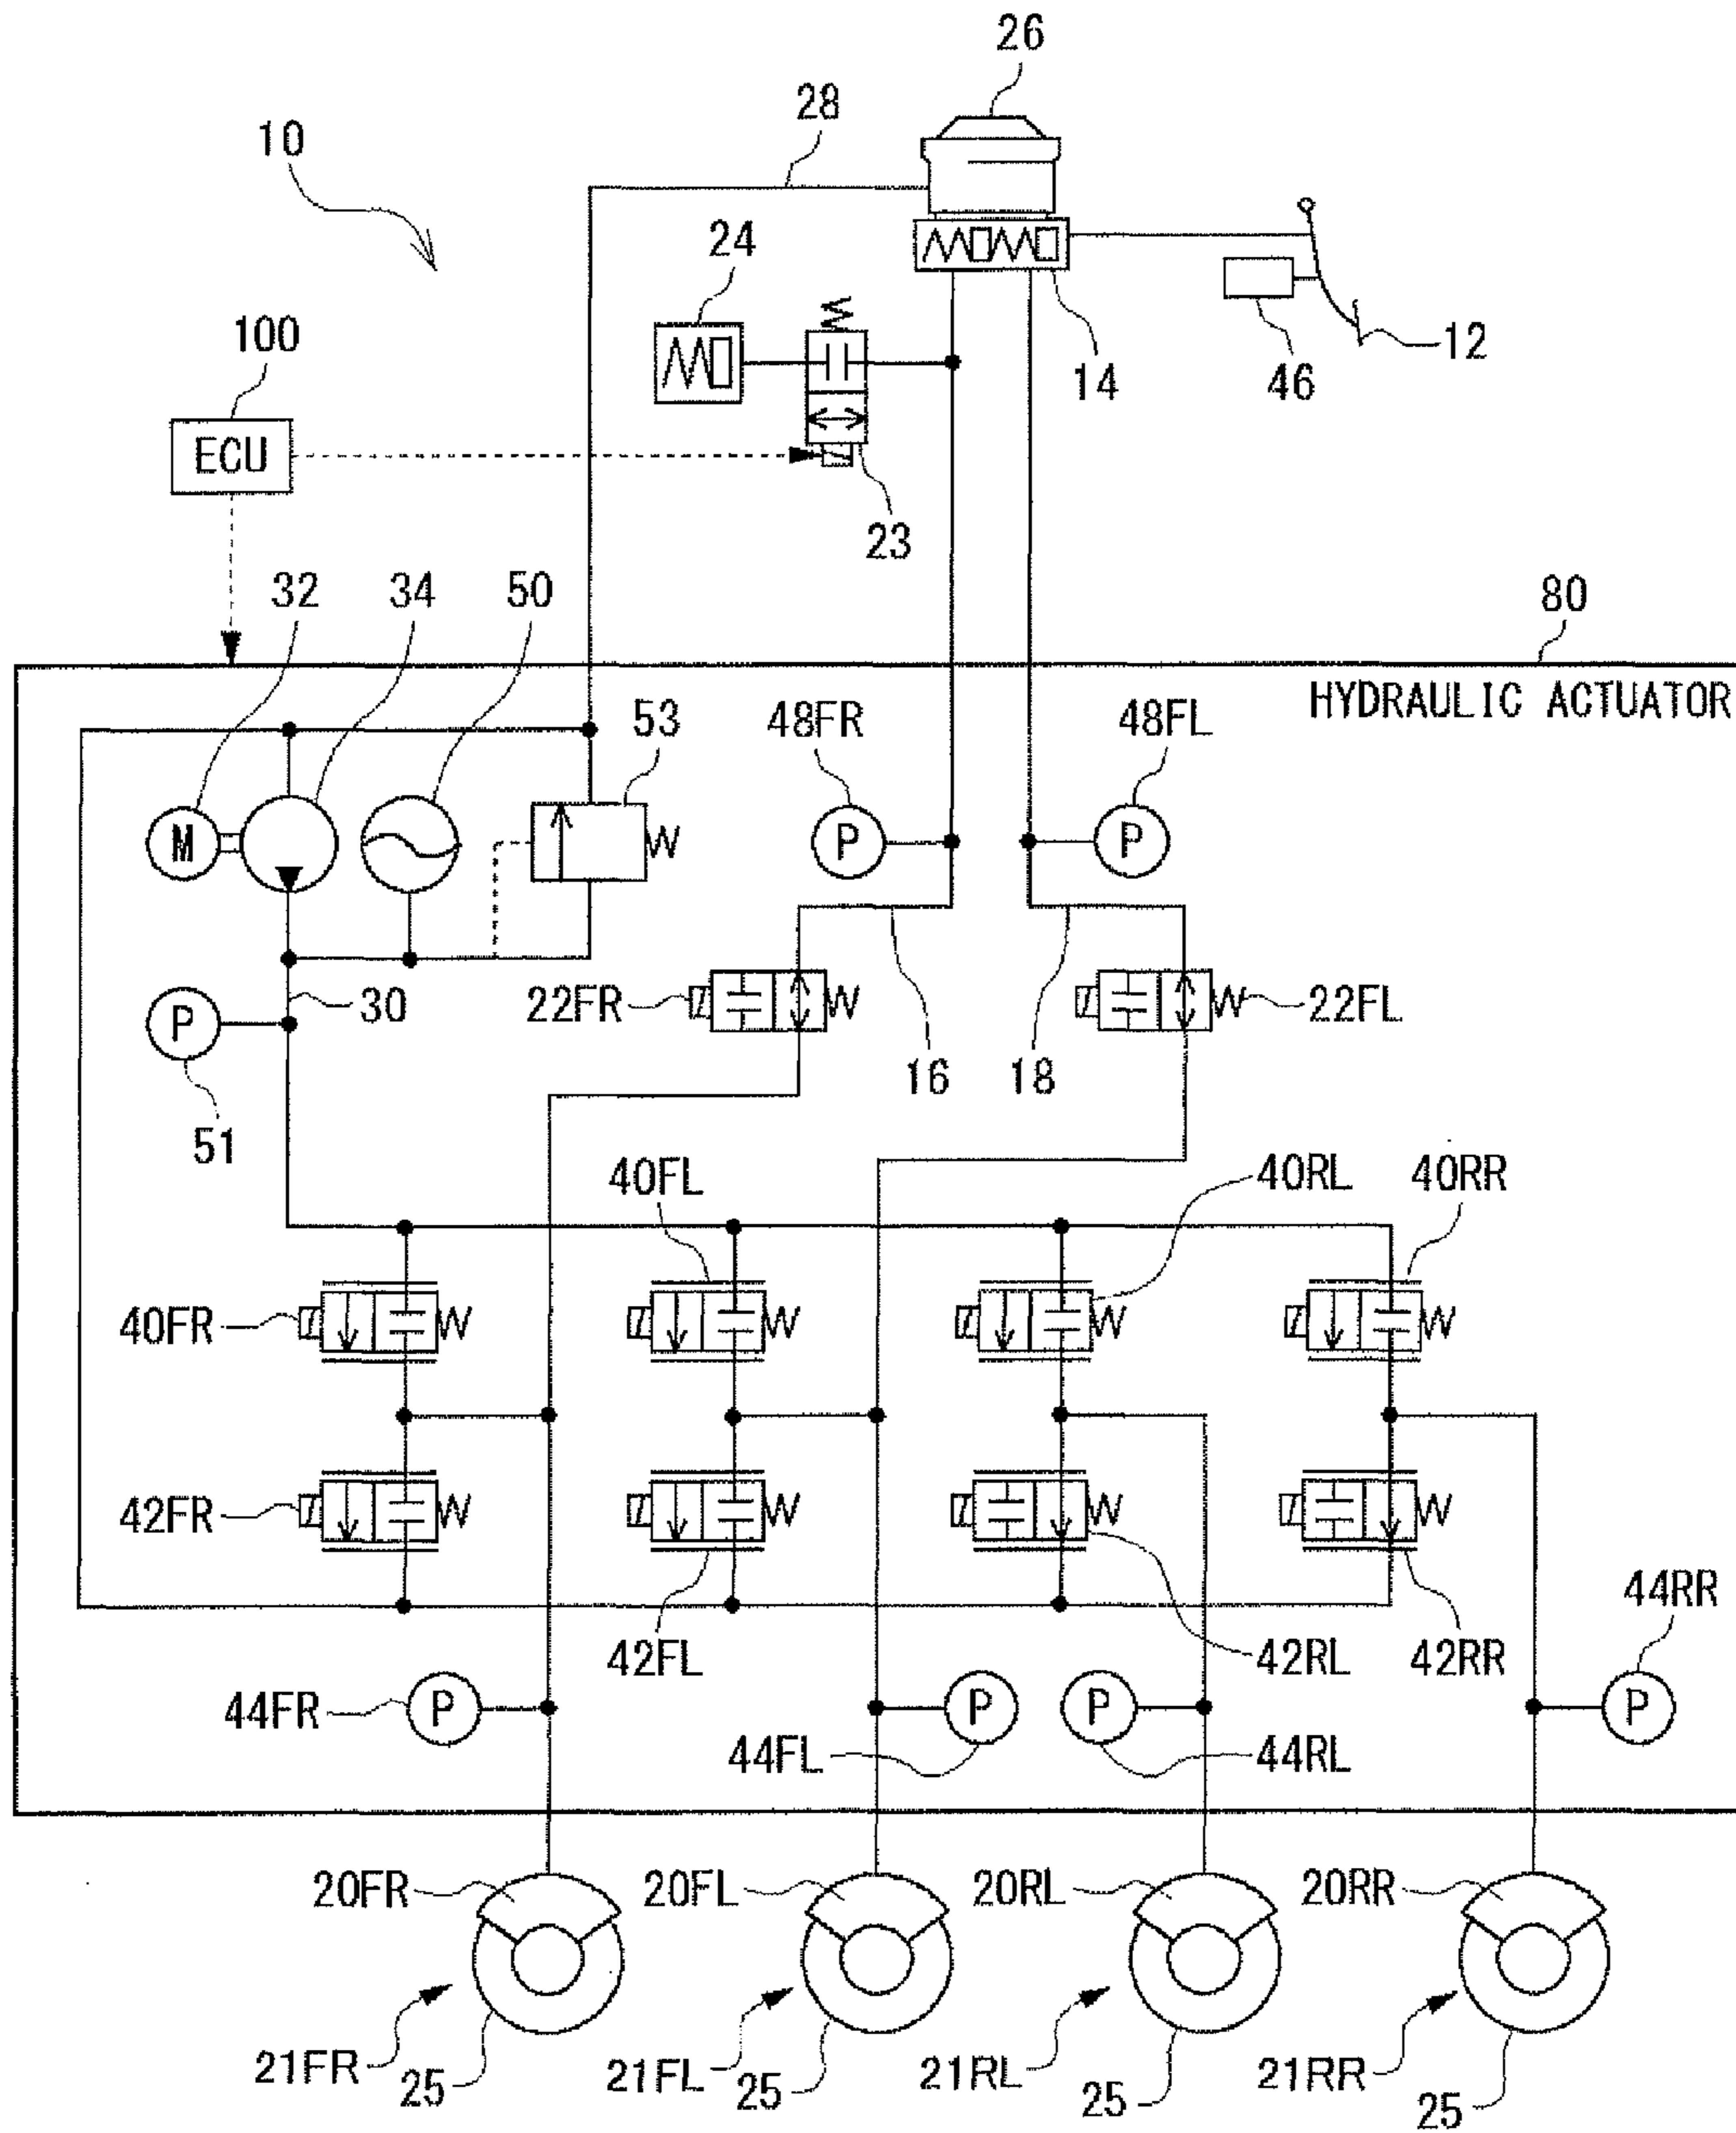 26
28
10
24
100
ECU
12
14
46
23
32
34
50
80
HYDRAULIC ACTUATOR
48FR
53
48FL
M
P
P
P
30
22FR
22FL
16
18
51
40FL
40RL
40RR
40FR
42FR
44RR
42FL
42RL
42RR
44FR
P
P
P
P
44FL
44RL
20FR
20FL
20RL
20RR
21FR
25
21FL
25
21RL
25
21RR
25